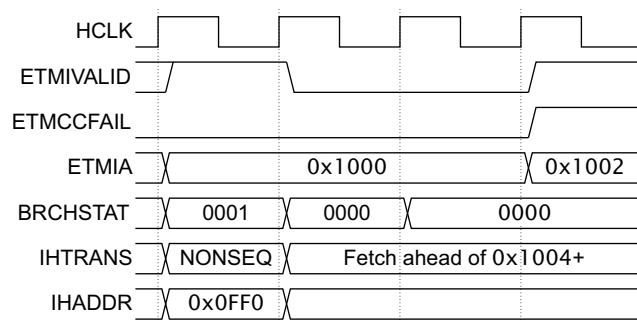 HCLK
ETMIVALID
ETMCCFAIL
ETMIA 0x1000 0x1002
BRCHSTAT 0001 0000 0000
IHTRANS NONSEQ Fetch ahead of 0x1004+
IHADDR 0x0FF0